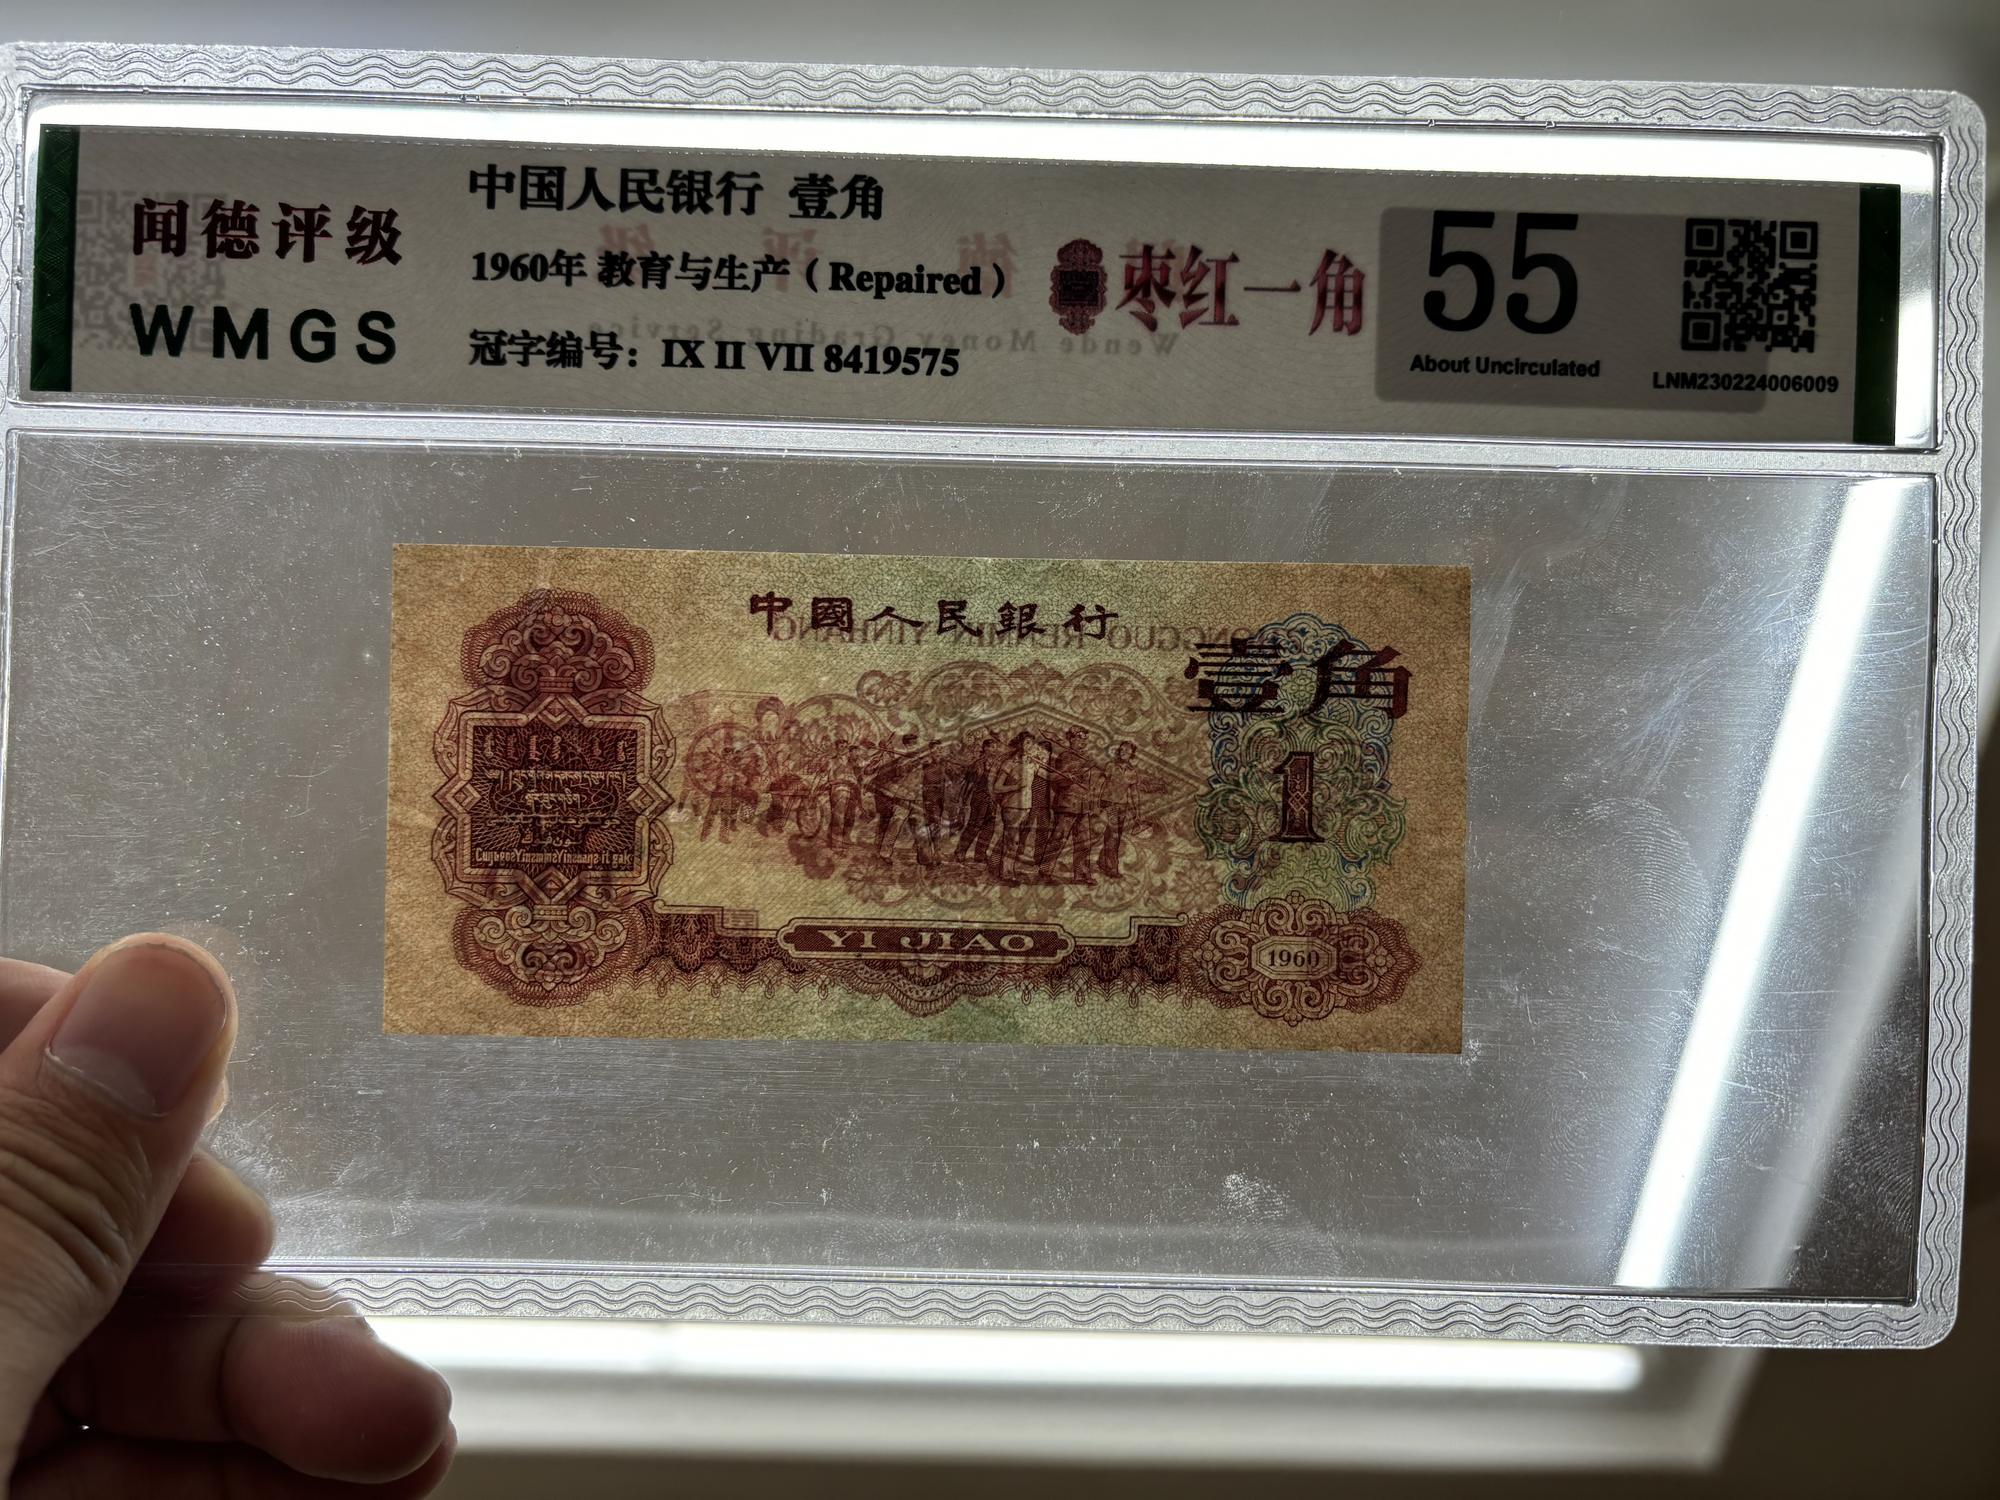 闻德评级
WMGS
中国人民银行 壹角
1960年 教育与生产（Repaired）
冠字编号：IX II VII 8419575
枣红一角
55
About Uncirculated
LNM230224006009
中國人民銀行
壹角
1
YI JIAO
1960